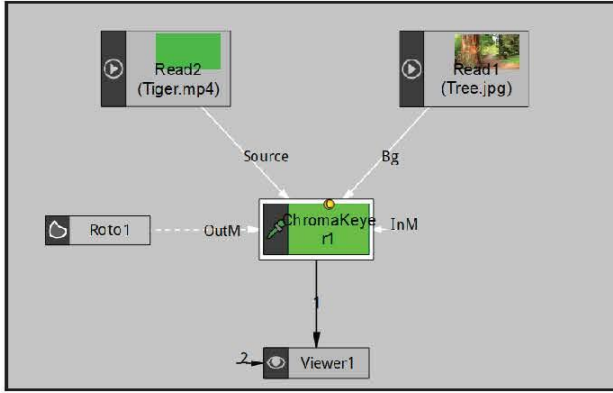 Read2
(Tiger.mp4)
Read1
(Tree.jpg)
Source
Bg
Roto1
OutM
ChromaKeye
r1
InM
1
2
Viewer1